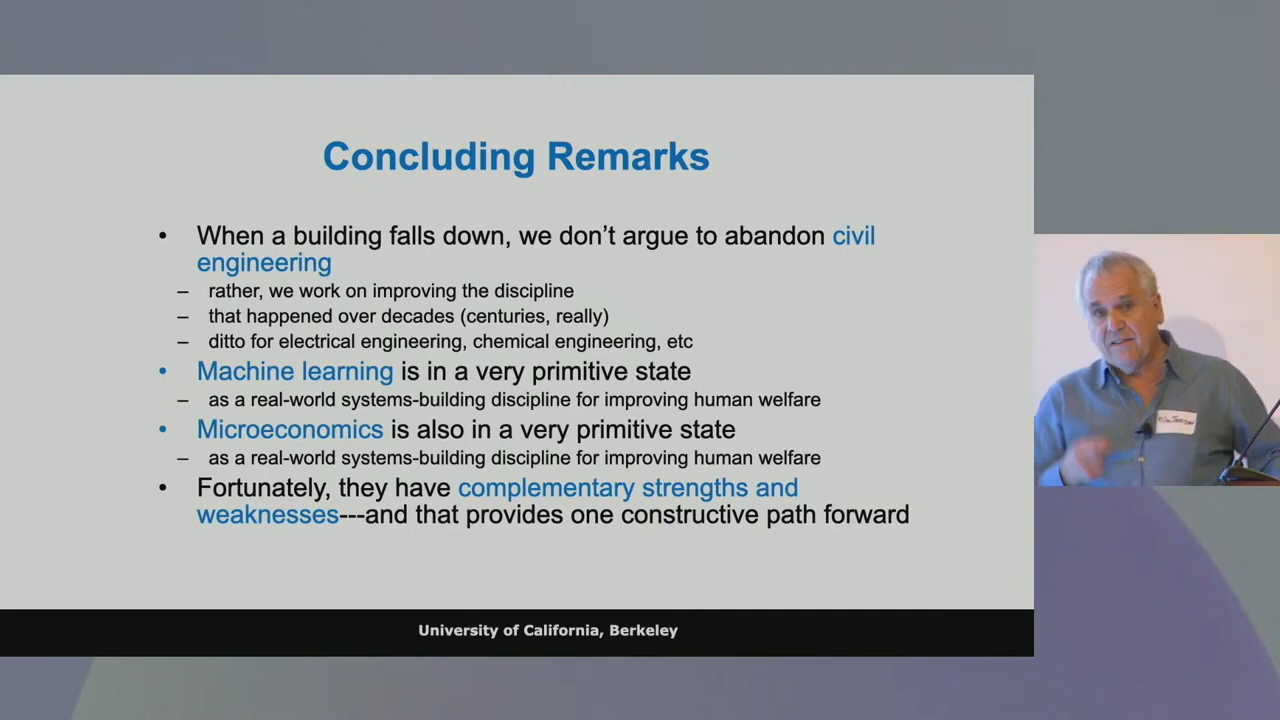 Concluding Remarks
• When a building falls down, we don’t argue to abandon civil
engineering
– rather, we work on improving the discipline
– that happened over decades (centuries, really)
– ditto for electrical engineering, chemical engineering, etc
• Machine learning is in a very primitive state
– as a real-world systems-building discipline for improving human welfare
• Microeconomics is also in a very primitive state
– as a real-world systems-building discipline for improving human welfare
• Fortunately, they have complementary strengths and
weaknesses---and that provides one constructive path forward
University of California, Berkeley